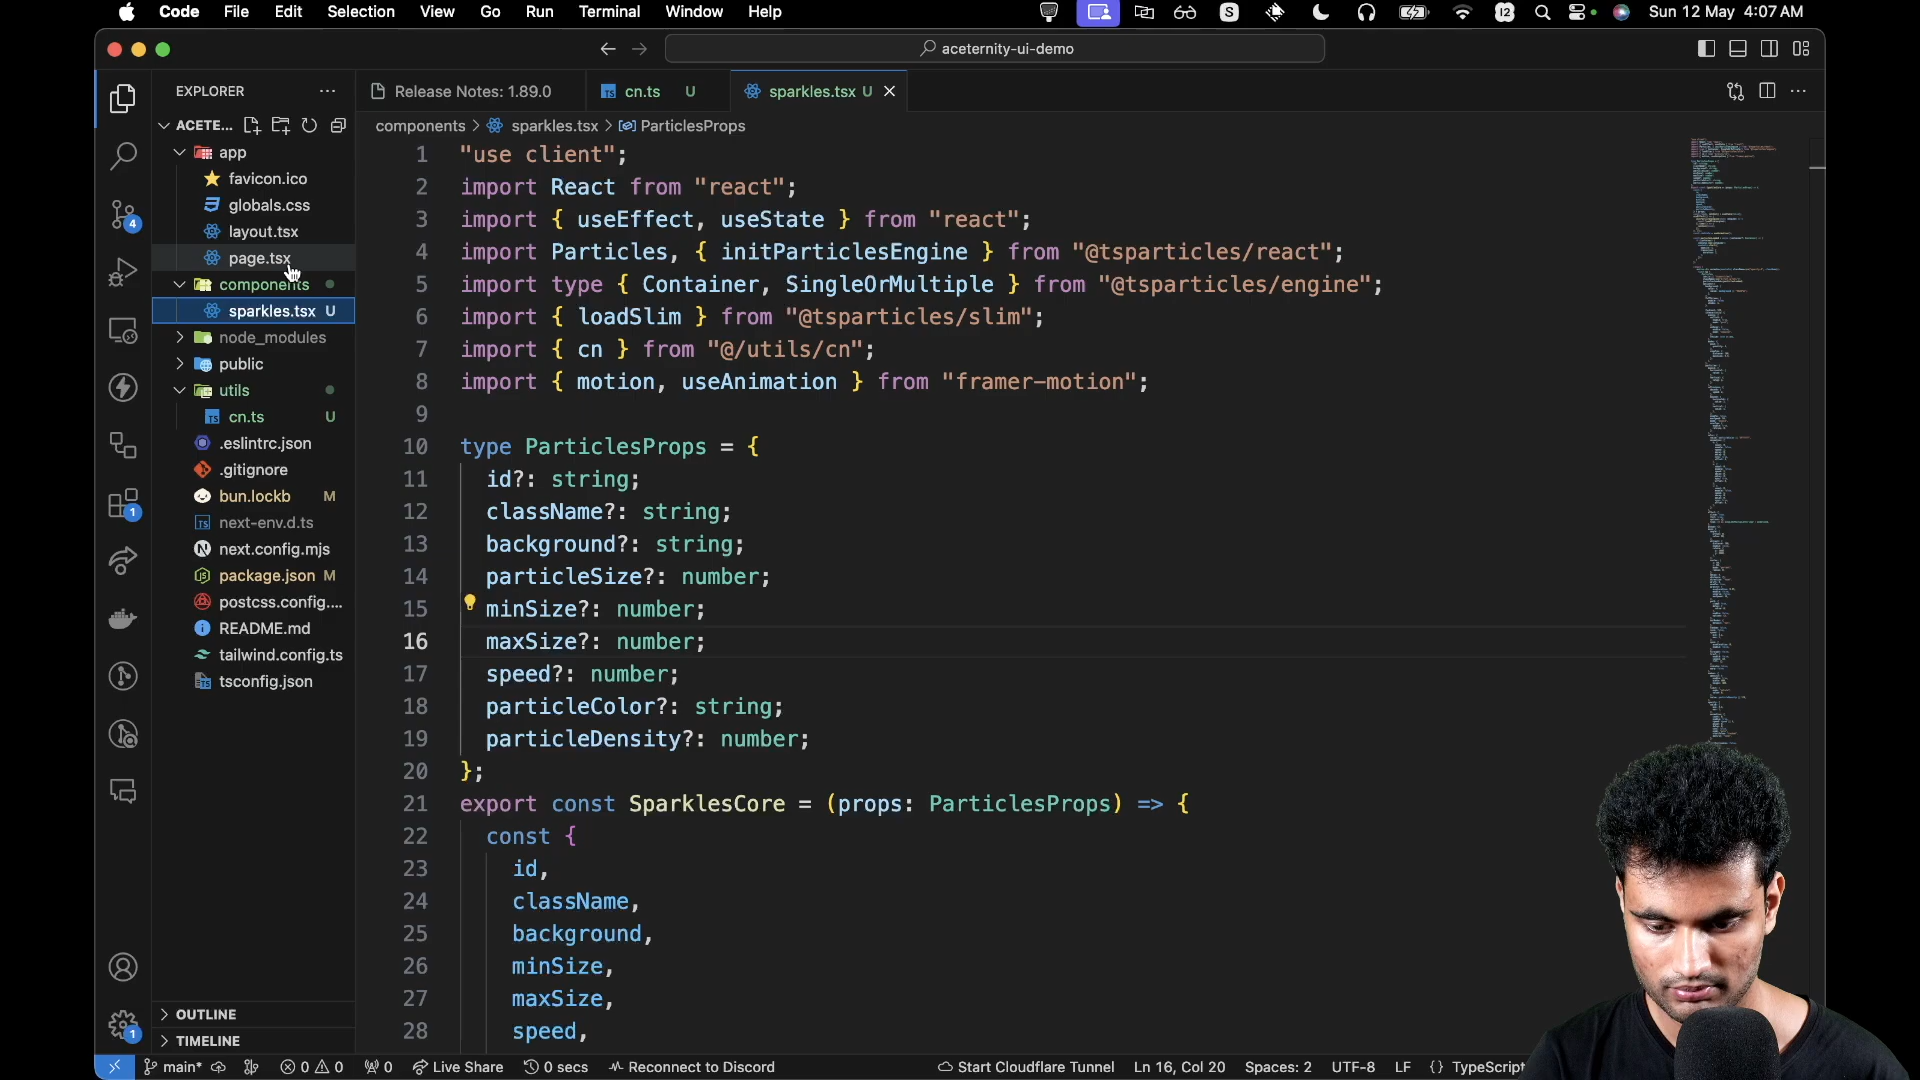 Code File Edit Selection View Go Run Terminal Window Help S 12 Sun 12 May 4:07 AM
aceternity-ui-demo
EXPLORER
Release Notes: 1.89.0
TS cn.ts U
sparkles.tsx U
ACETE...
components > sparkles.tsx > ParticlesProps
app
favicon.ico
globals.css
layout.tsx
page.tsx
components
sparkles.tsx U
node_modules
public
utils
TS cn.ts U
.eslintrc.json
.gitignore
bun.lockb M
TS next-env.d.ts
N next.config.mjs
JS package.json M
postcss.config....
i README.md
tailwind.config.ts
TS tsconfig.json
OUTLINE
TIMELINE
4
1
1
1 "use client";
2 import React from "react";
3 import { useEffect, useState } from "react";
4 import Particles, { initParticlesEngine } from "@tsparticles/react";
5 import type { Container, SingleOrMultiple } from "@tsparticles/engine";
6 import { loadSlim } from "@tsparticles/slim";
7 import { cn } from "@/utils/cn";
8 import { motion, useAnimation } from "framer-motion";
9
10 type ParticlesProps = {
11 id?: string;
12 className?: string;
13 background?: string;
14 particleSize?: number;
15 minSize?: number;
16 maxSize?: number;
17 speed?: number;
18 particleColor?: string;
19 particleDensity?: number;
20 };
21 export const SparklesCore = (props: ParticlesProps) => {
22 const {
23 id,
24 className,
25 background,
26 minSize,
27 maxSize,
28 speed,
main* 0 0 0 Live Share 0 secs Reconnect to Discord Start Cloudflare Tunnel Ln 16, Col 20 Spaces: 2 UTF-8 LF {} TypeScript